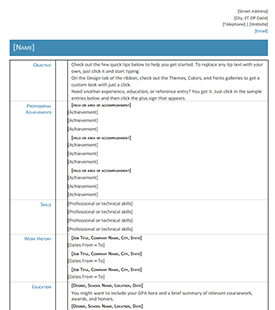 [Street Address]
[City, ST ZIP Code]
[Telephone] | [Website]
[Email]
[Name]
Objective
Check out the few quick tips below to help you get started. To replace any tip text with your
own, just click it and start typing.
On the Design tab of the ribbon, check out the Themes, Colors, and Fonts galleries to get a
custom look with just a click.
Need another experience, education, or reference entry? You got it. Just click in the sample
entries below and then click the plus sign that appears.
Professional
Achievements
[Field or area of accomplishment]
[Achievement]
[Achievement]
[Achievement]
[Field or area of accomplishment]
[Achievement]
[Achievement]
[Achievement]
[Field or area of accomplishment]
[Achievement]
[Achievement]
[Achievement]
Skills
[Professional or technical skills]
[Professional or technical skills]
[Professional or technical skills]
Work History
[Job Title, Company Name, City, State]
[Dates From – To]
[Job Title, Company Name, City, State]
[Dates From – To]
[Job Title, Company Name, City, State]
[Dates From – To]
Education
[Degree, School Name, Location, Date]
You might want to include your GPA here and a brief summary of relevant coursework,
awards, and honors.
[Degree, School Name, Location, Date]